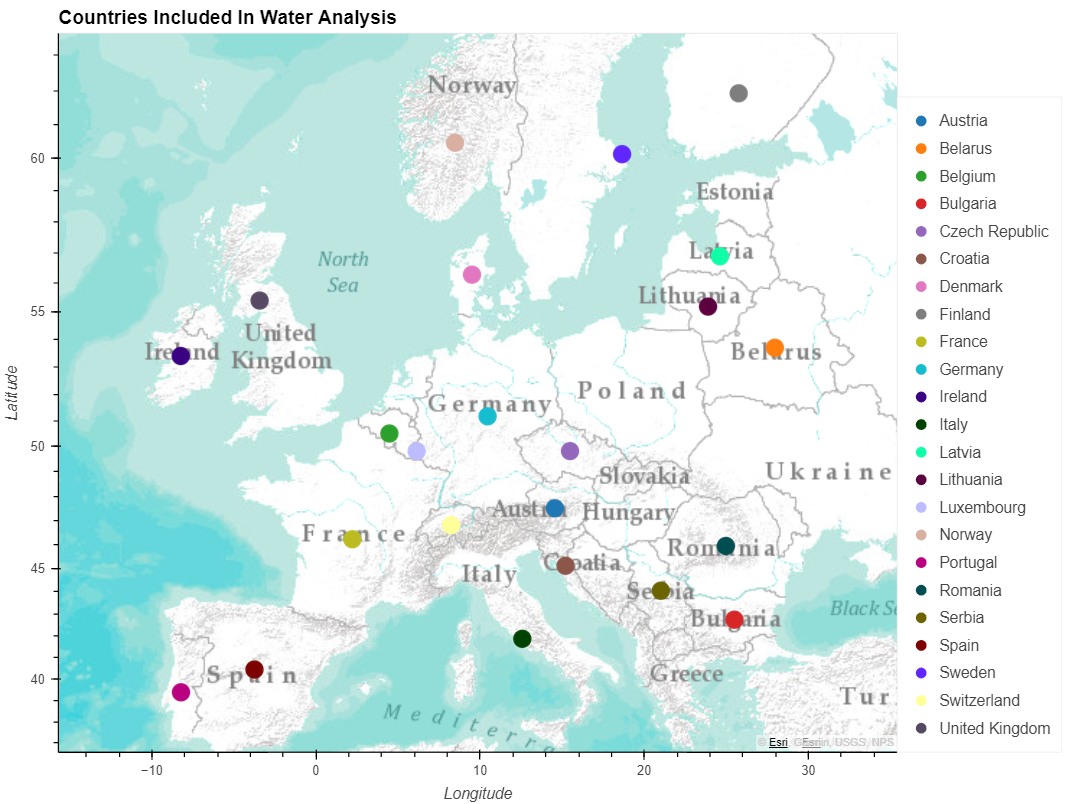 Countries Included In Water Analysis
Norway
Estonia
Latvia
North
Sea
Lithuania
United
Kingdom
Ireland
Belarus
Poland
Germany
Slovakia
Ukraine
Austria
Hungary
France
Romania
Croatia
Italy
Serbia
Black Se
Bulgaria
Spain
Greece
Tur
Mediterra
Esri
USGS, NPS
60
55
50
45
40
Latitude
−10
0
10
20
30
Longitude
Austria
Belarus
Belgium
Bulgaria
Czech Republic
Croatia
Denmark
Finland
France
Germany
Ireland
Italy
Latvia
Lithuania
Luxembourg
Norway
Portugal
Romania
Serbia
Spain
Sweden
Switzerland
United Kingdom